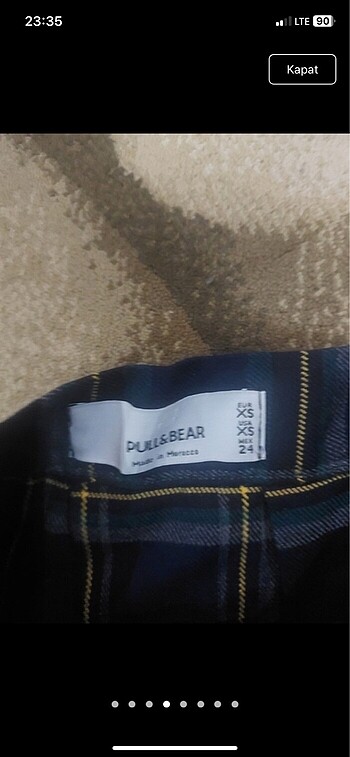 23:35
LTE 90
Kapat
PULL&BEAR
Made in Morocco
EUR
XS
USA
XS
MEX
24